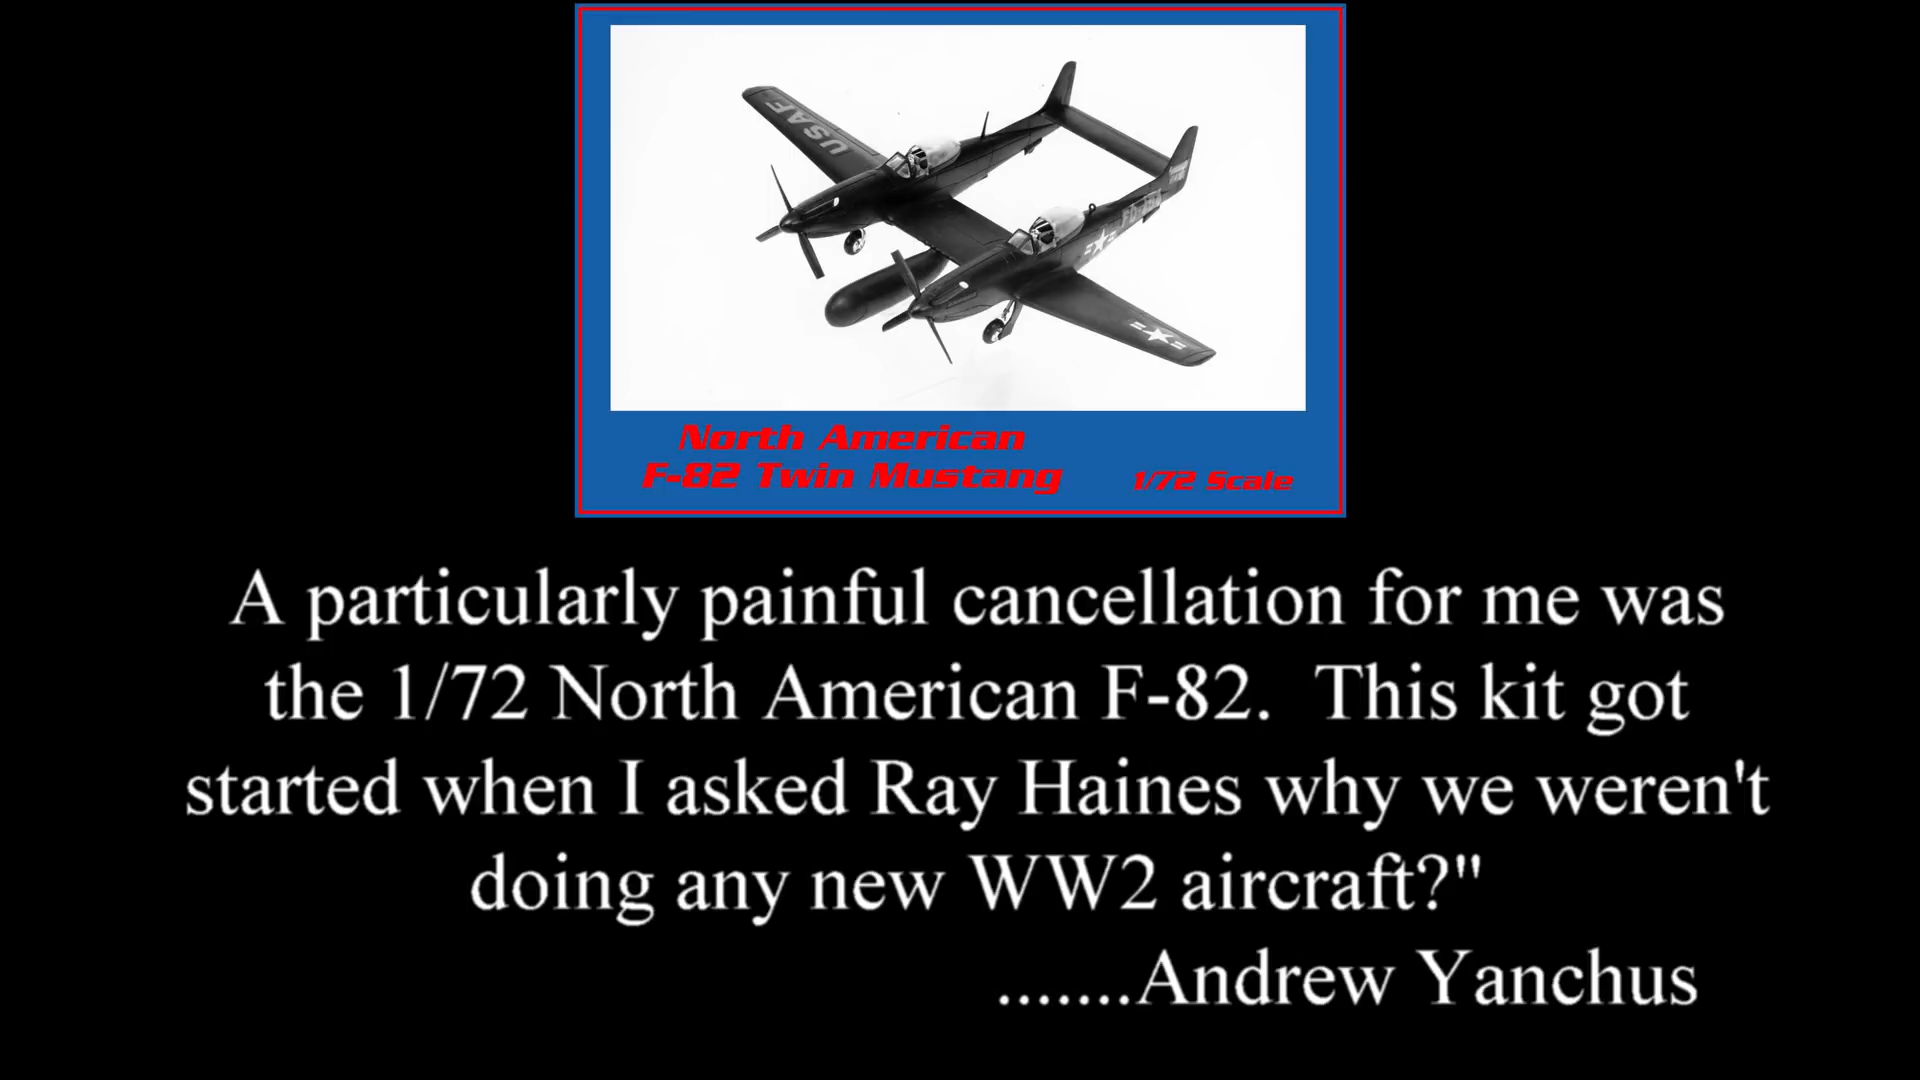 USAF
North American
F-82 Twin Mustang
1/72 Scale
A particularly painful cancellation for me was
the 1/72 North American F-82.  This kit got
started when I asked Ray Haines why we weren't
doing any new WW2 aircraft?"
.......Andrew Yanchus